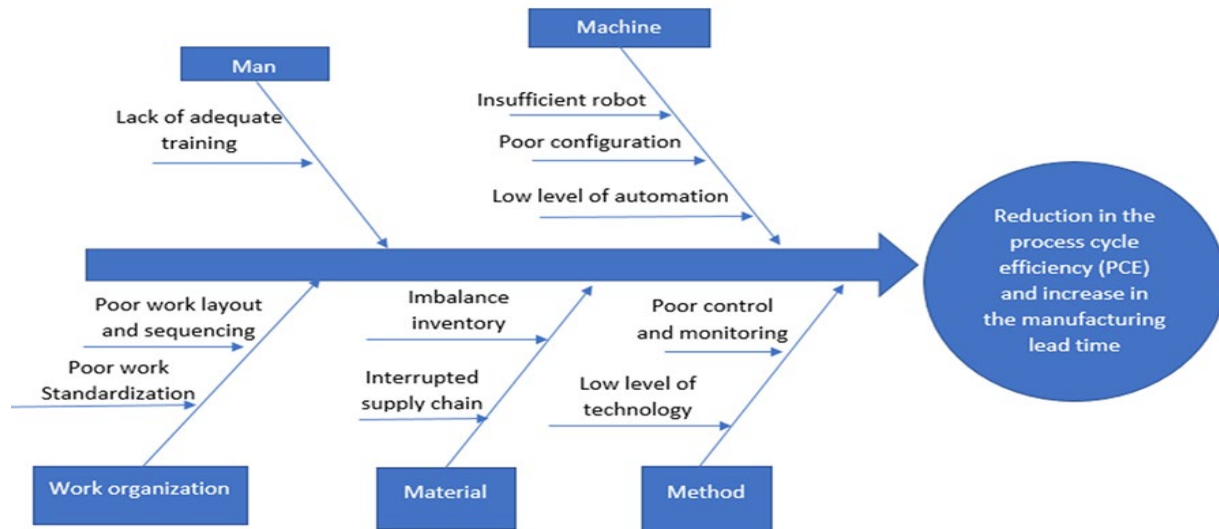 Man
Machine
Lack of adequate
training
Insufficient robot
Poor configuration
Low level of automation
Reduction in the
process cycle
efficiency (PCE)
and increase in
the manufacturing
lead time
Poor work layout
and sequencing
Poor work
Standardization
Imbalance
inventory
Interrupted
supply chain
Poor control
and monitoring
Low level of
technology
Work organization
Material
Method